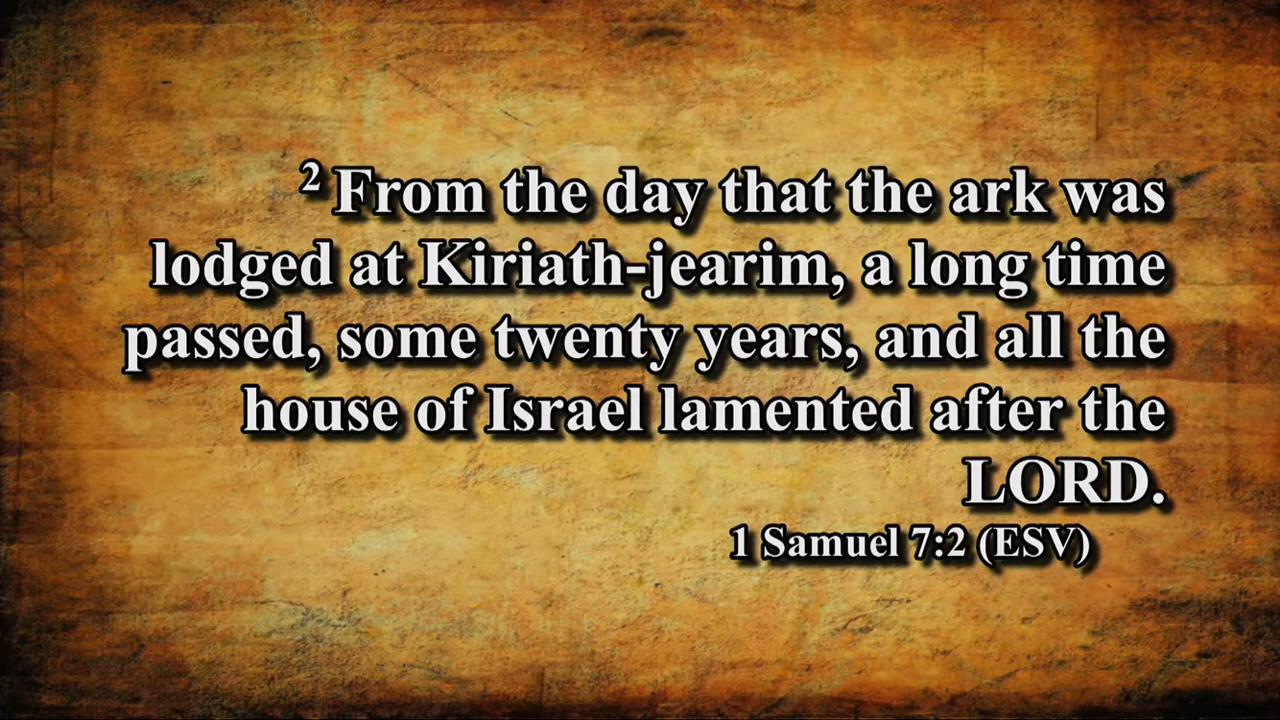 ² From the day that the ark was
lodged at Kiriath-jearim, a long time
passed, some twenty years, and all the
house of Israel lamented after the
LORD.
1 Samuel 7:2 (ESV)